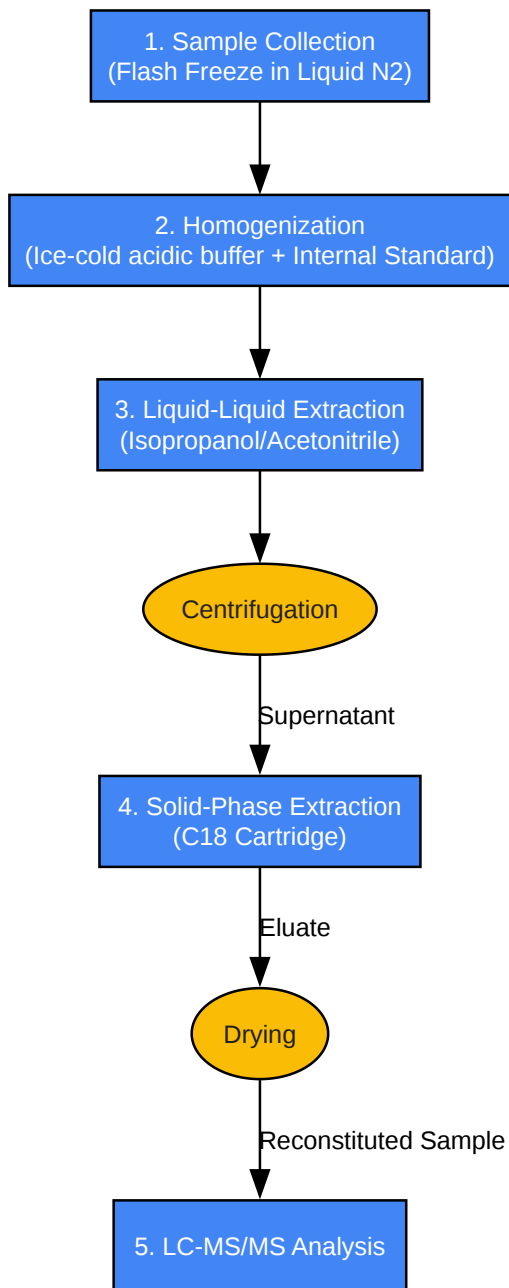 1. Sample Collection
(Flash Freeze in Liquid N2)
2. Homogenization
(Ice-cold acidic buffer + Internal Standard)
3. Liquid-Liquid Extraction
(Isopropanol/Acetonitrile)
Centrifugation
Supernatant
4. Solid-Phase Extraction
(C18 Cartridge)
Eluate
Drying
Reconstituted Sample
5. LC-MS/MS Analysis